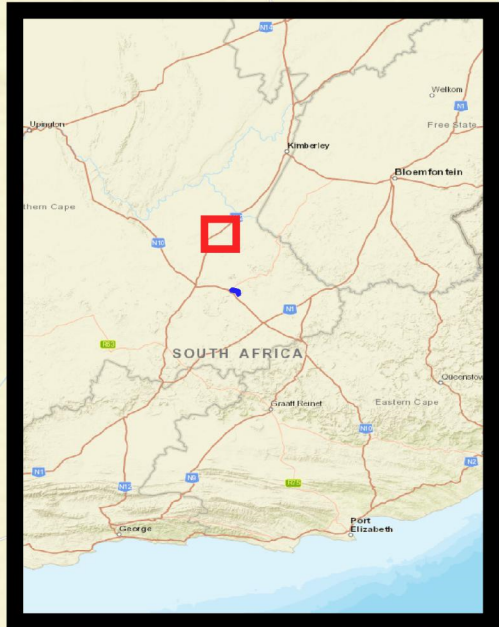 N14
Welkom
N1
Upington
Free State
Kimberley
Bloemfontein
thern Cape
N10
N1
R63
SOUTH AFRICA
Queenstow
Graaff Reinet
Eastern Cape
N10
N2
N1
N9
R75
N12
Port
Elizabeth
George